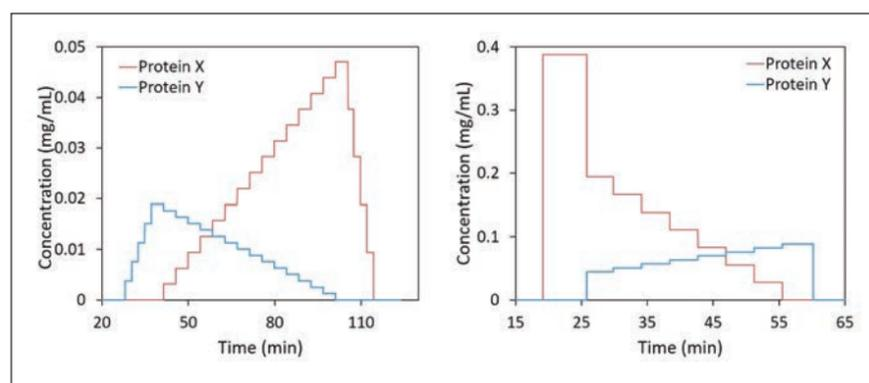 0.05
0.04
0.03
0.02
0.01
0
20
50
80
110
Concentration (mg/mL)
Time (min)
Protein X
Protein Y
0.4
0.3
0.2
0.1
0
15
25
35
45
55
65
Concentration (mg/mL)
Time (min)
Protein X
Protein Y